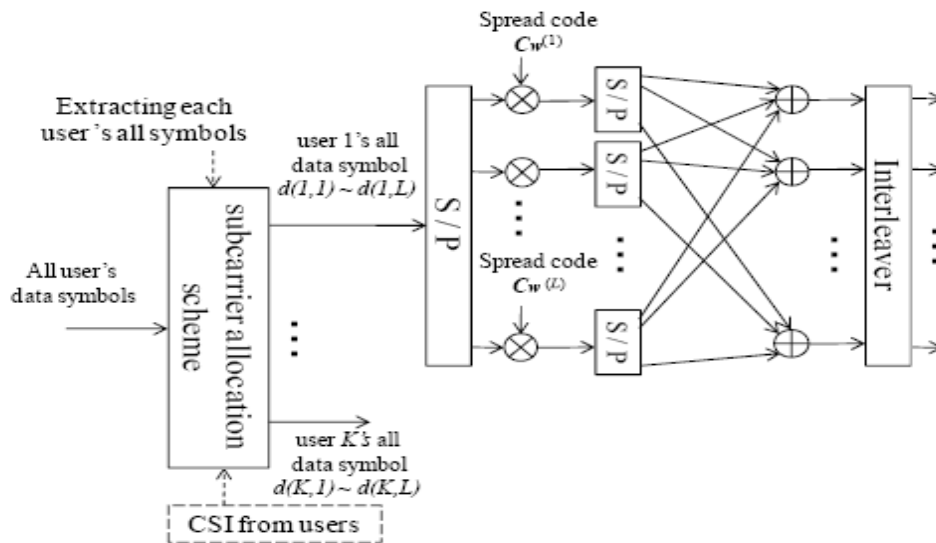 Spread code
Cw(1)
Extracting each
user's all symbols
user 1's all
data symbol
d(1,1) ~ d(1,L)
S/P
S/P
S/P
...
...
...
...
Interleaver
Spread code
Cw(L)
S/P
All user's
data symbols
subcarrier allocation
scheme
...
user K's all
data symbol
d(K,1) ~ d(K,L)
CSI from users